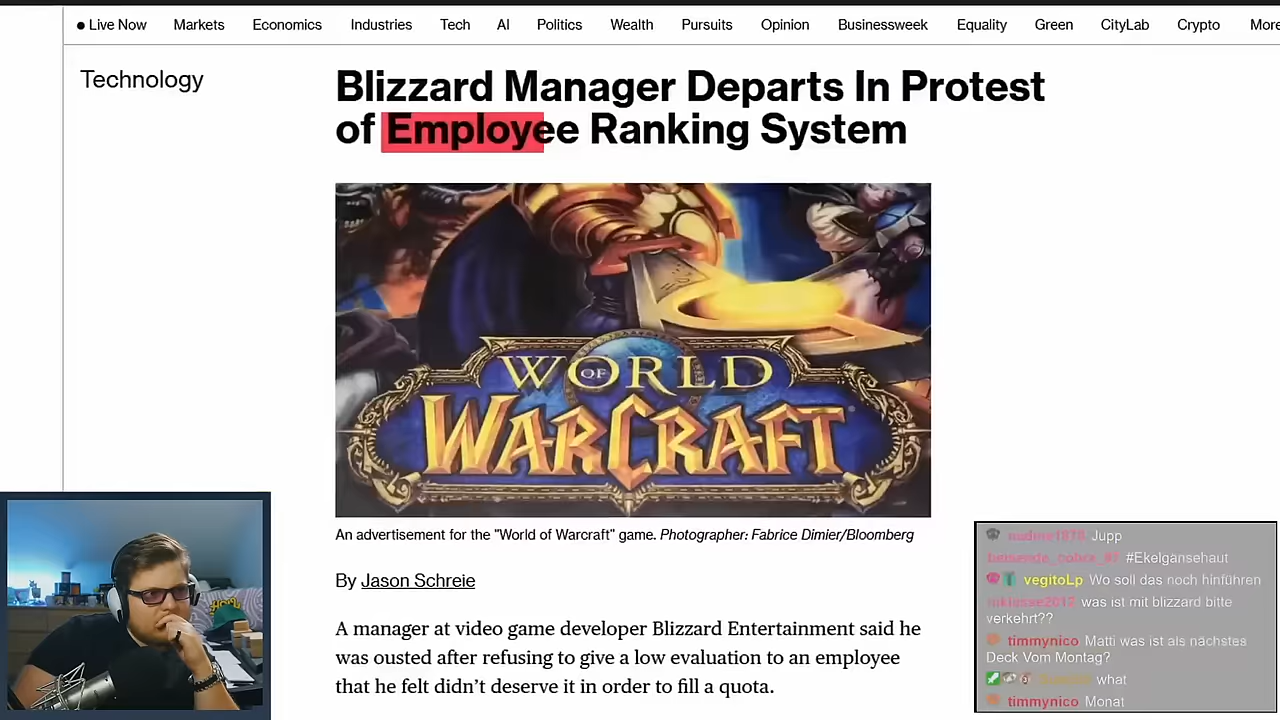 Live Now Markets Economics Industries Tech AI Politics Wealth Pursuits Opinion Businessweek Equality Green CityLab Crypto More
Technology
Blizzard Manager Departs In Protest
of Employee Ranking System
WORLD
OF
WARCRAFT
An advertisement for the "World of Warcraft" game. Photographer: Fabrice Dimier/Bloomberg
By Jason Schreie
A manager at video game developer Blizzard Entertainment said he
was ousted after refusing to give a low evaluation to an employee
that he felt didn’t deserve it in order to fill a quota.
Jupp
#Ekelgansehaut
vegitoLp Wo soll das noch hinführen
was ist mit blizzard bitte
verkehrt??
timmynico Matti was ist als nächstes
Deck Vom Montag?
what
timmynico Monat